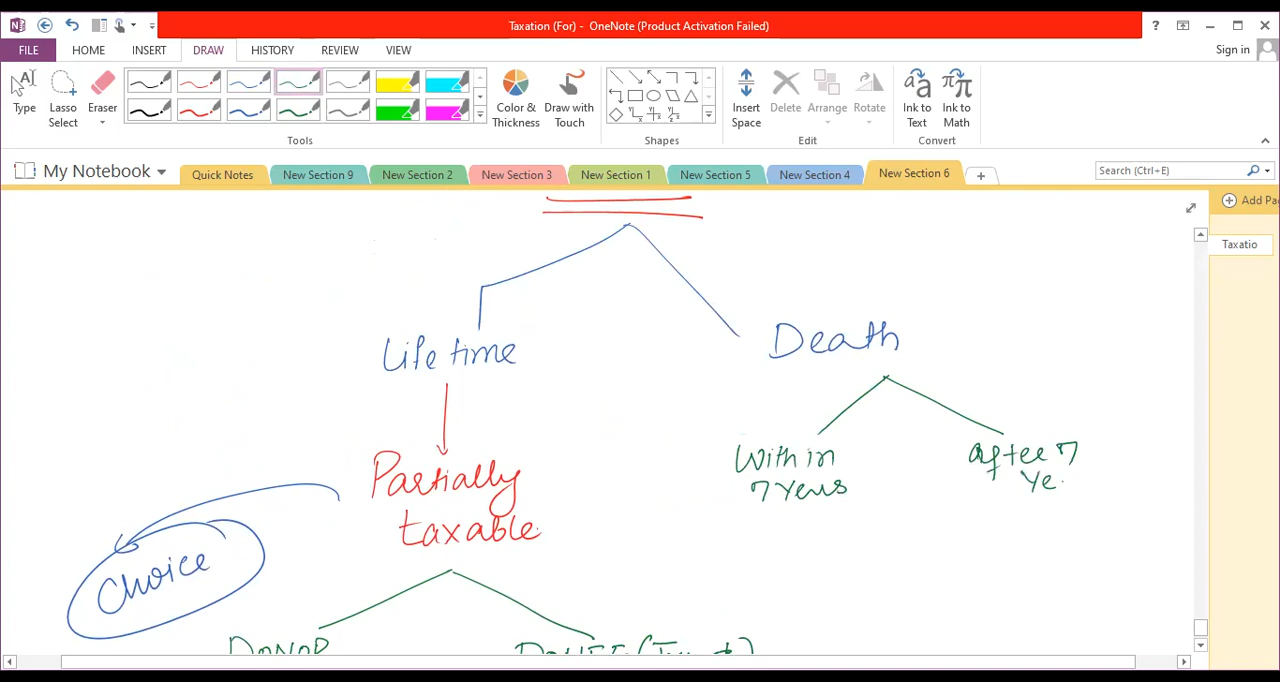 Taxation (For) - OneNote (Product Activation Failed)
?
FILE HOME INSERT DRAW HISTORY REVIEW VIEW
Sign in
Type
Lasso Select
Eraser
Color & Thickness
Draw with Touch
Insert Space
Delete
Arrange
Rotate
Ink to Text
Ink to Math
Tools Shapes Edit Convert
My Notebook Quick Notes New Section 9 New Section 2 New Section 3 New Section 1 New Section 5 New Section 4 New Section 6
Search (Ctrl+E)
Add Pag
Taxatio
Life time
Death
Partially
taxable
Within
7 Yeus
after 7
Ye
Choice
DONOR